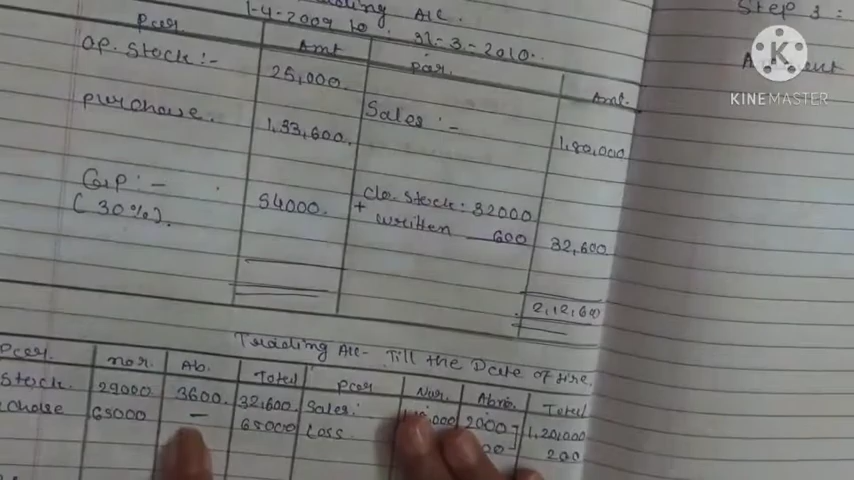 Trading A/C.
1-4-2009 to 31-3-2010.
par. Amt par. Amt.
op. Stock :- 25,000. Sales :- 1,80,000
purchase. 1,33,600.
G.P :- 54000. Clo. Stock : 32000
(30%). + written 600 32,600
2,12,600
Trading A/C- Till the Date of fire.
par. nor. Ab. Total par Nor. Abno. Total
Stock. 29000 3600. 32,600. Sales. 2000 1,20,000
chase 65000 - 65000 Loss 200
Step 3 :
KINEMASTER